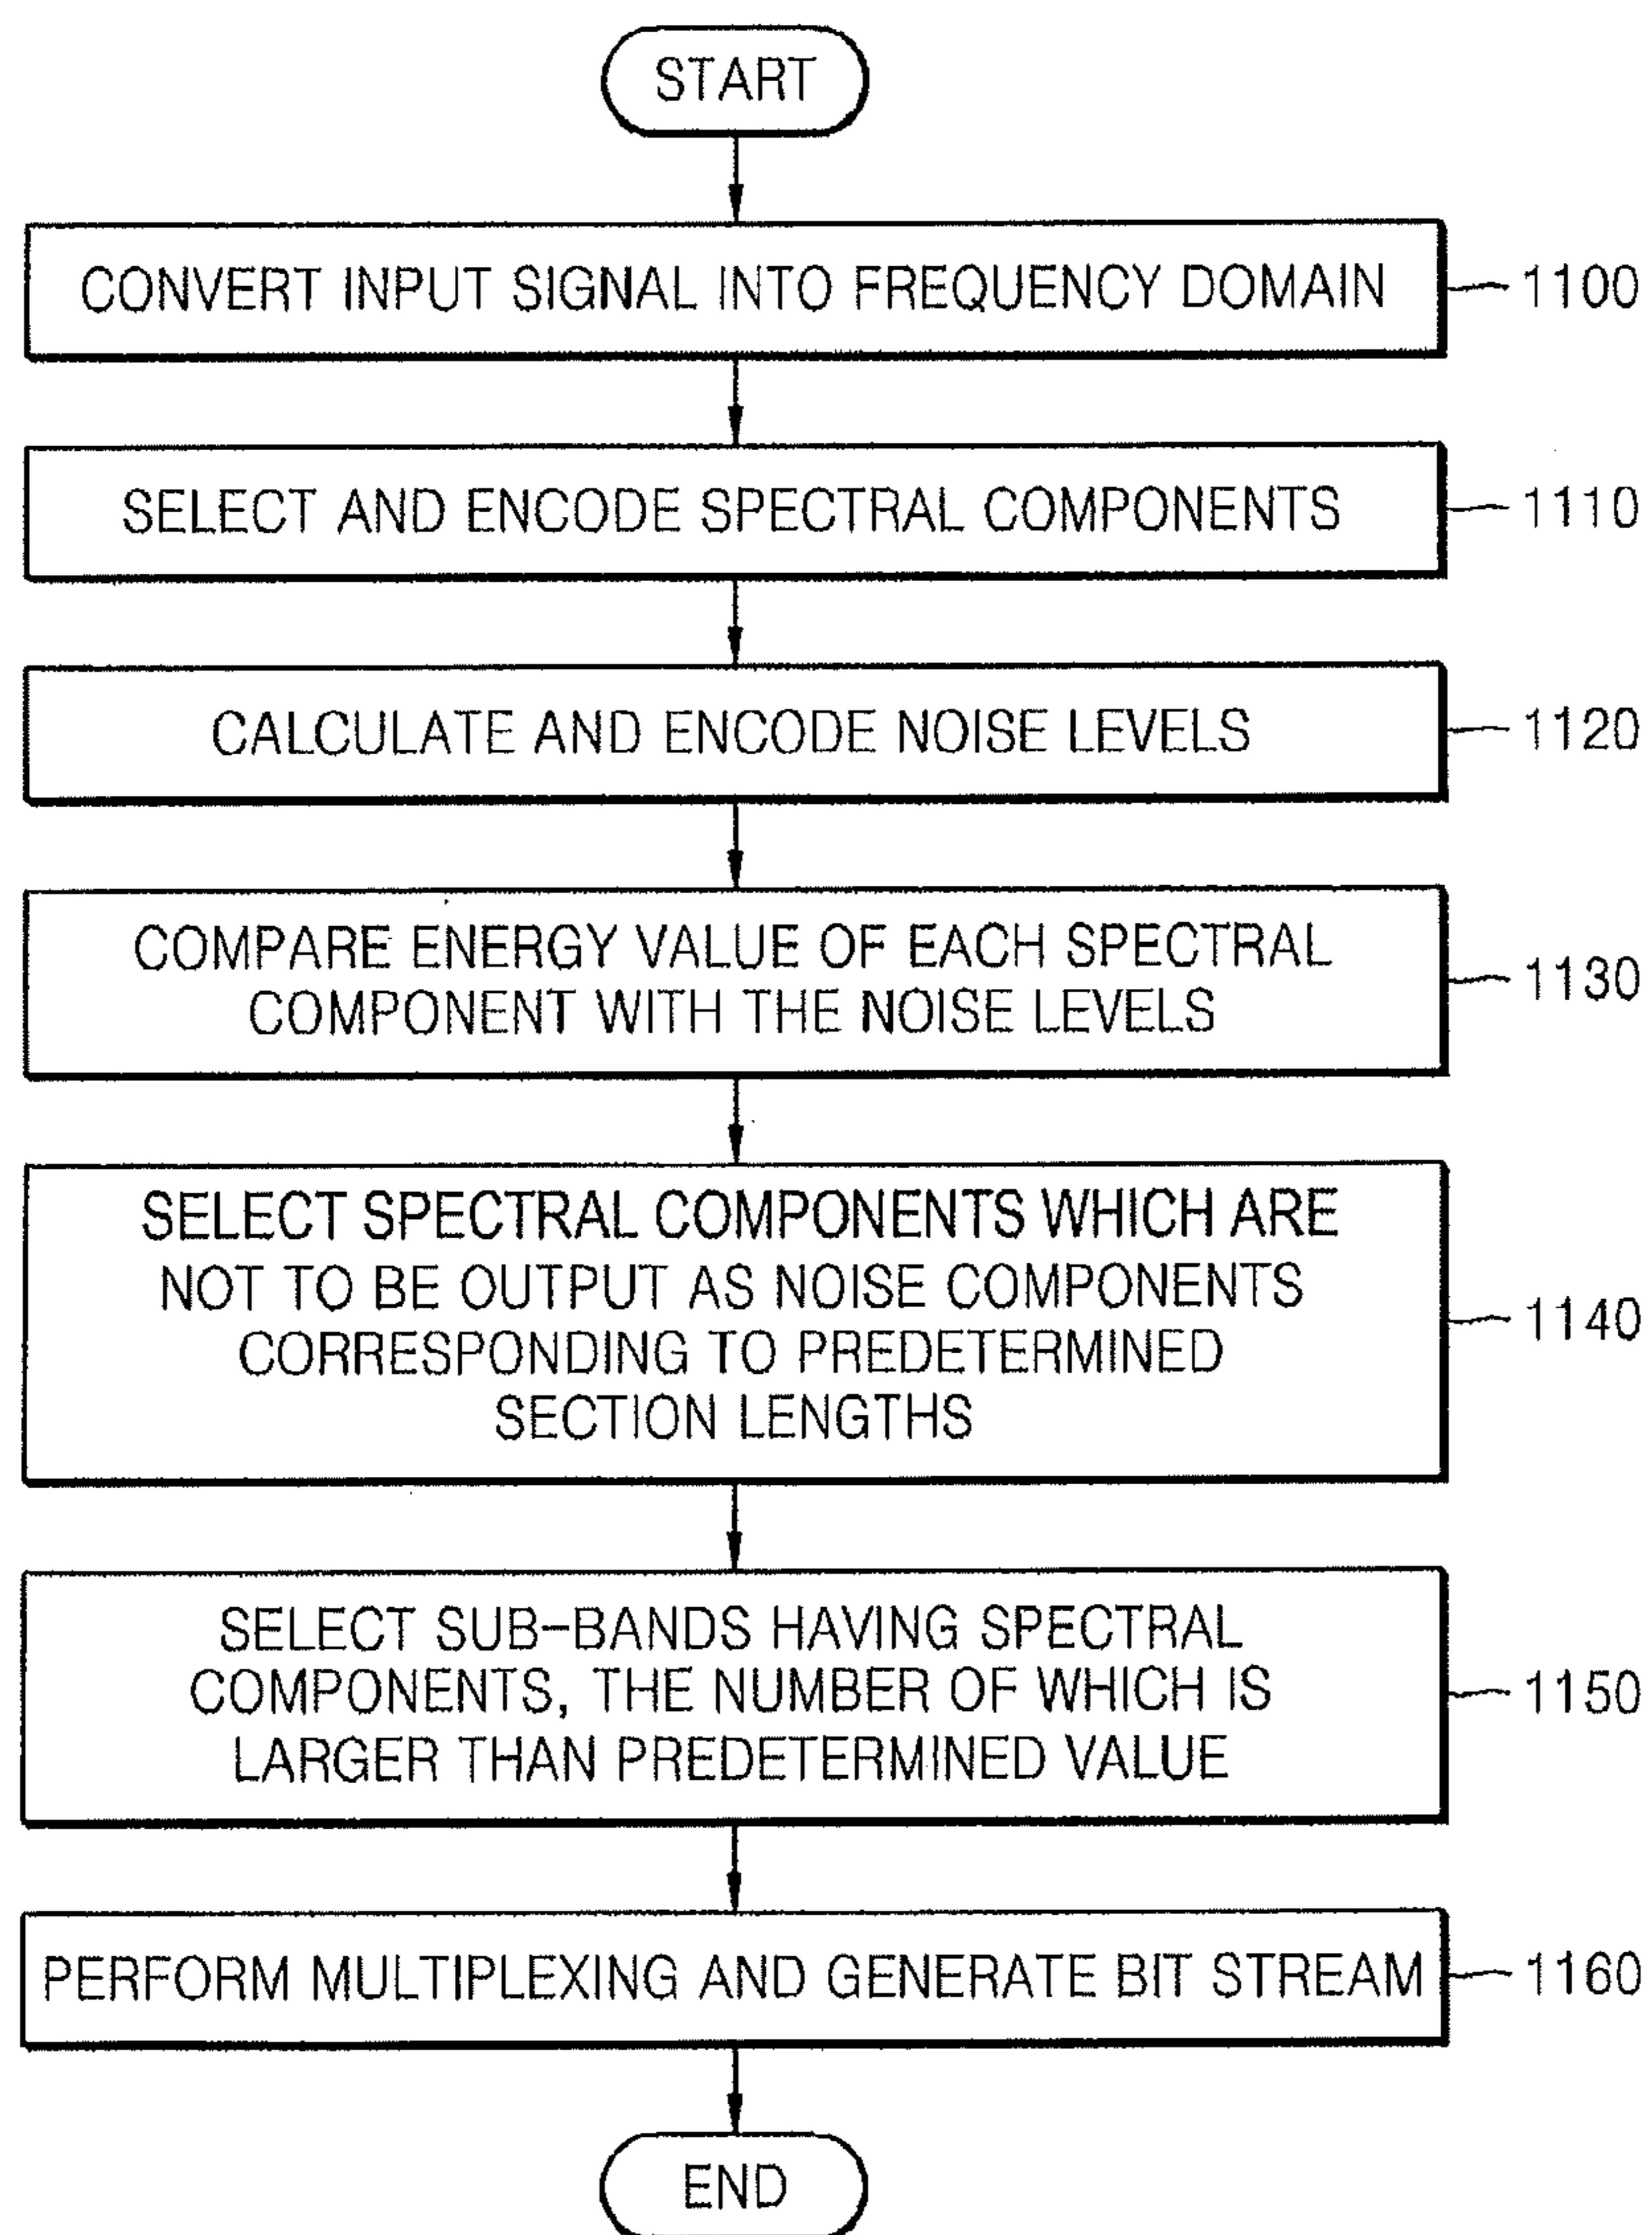 START
CONVERT INPUT SIGNAL INTO FREQUENCY DOMAIN
1100
SELECT AND ENCODE SPECTRAL COMPONENTS
1110
CALCULATE AND ENCODE NOISE LEVELS
1120
COMPARE ENERGY VALUE OF EACH SPECTRAL
COMPONENT WITH THE NOISE LEVELS
1130
SELECT SPECTRAL COMPONENTS WHICH ARE
NOT TO BE OUTPUT AS NOISE COMPONENTS
CORRESPONDING TO PREDETERMINED
SECTION LENGTHS
1140
SELECT SUB-BANDS HAVING SPECTRAL
COMPONENTS, THE NUMBER OF WHICH IS
LARGER THAN PREDETERMINED VALUE
1150
PERFORM MULTIPLEXING AND GENERATE BIT STREAM
1160
END